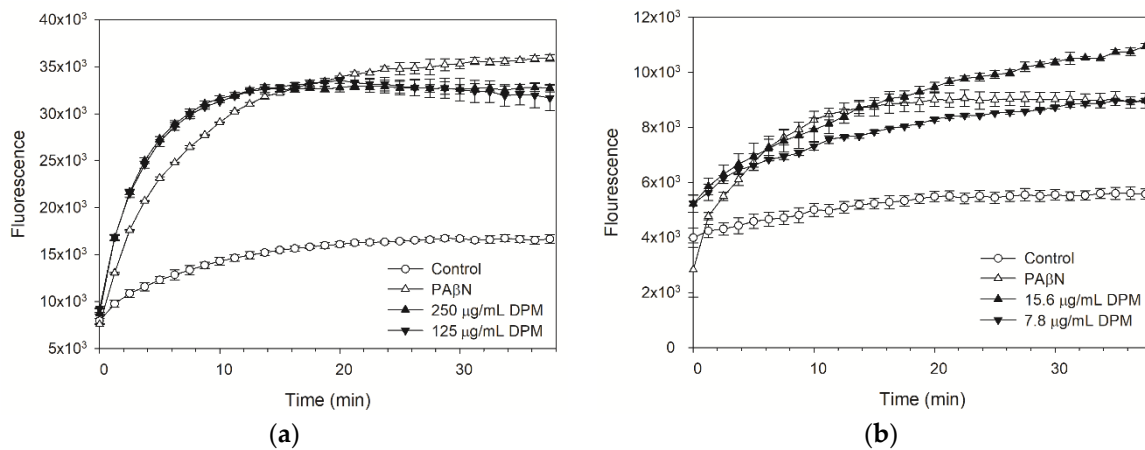 40x10³
35x10³
30x10³
25x10³
20x10³
15x10³
10x10³
5x10³
Fluorescence
0 10 20 30
Time (min)
Control
PAβN
250 µg/mL DPM
125 µg/mL DPM
(a)
12x10³
10x10³
8x10³
6x10³
4x10³
2x10³
0
Flourescence
0 10 20 30
Time (min)
Control
PAβN
15.6 µg/mL DPM
7.8 µg/mL DPM
(b)